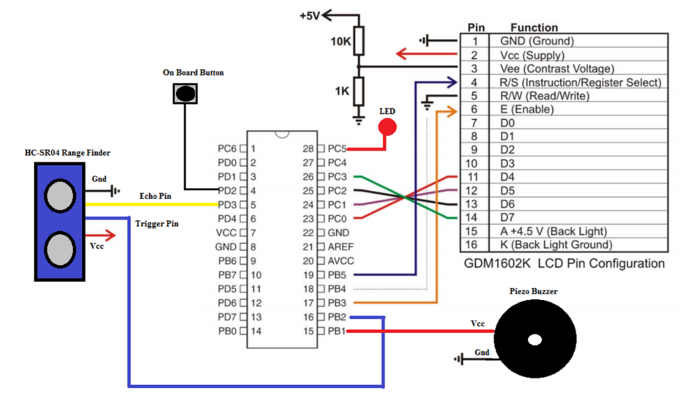 +5V
10K
1K
On Board Button
LED
HC-SR04 Range Finder
Gnd
Echo Pin
Trigger Pin
Vcc
PC6 1 28 PC5
PD0 2 27 PC4
PD1 3 26 PC3
PD2 4 25 PC2
PD3 5 24 PC1
PD4 6 23 PC0
VCC 7 22 GND
GND 8 21 AREF
PB6 9 20 AVCC
PB7 10 19 PB5
PD5 11 18 PB4
PD6 12 17 PB3
PD7 13 16 PB2
PB0 14 15 PB1
Pin Function
1 GND (Ground)
2 Vcc (Supply)
3 Vee (Contrast Voltage)
4 R/S (Instruction/Register Select)
5 R/W (Read/Write)
6 E (Enable)
7 D0
8 D1
9 D2
10 D3
11 D4
12 D5
13 D6
14 D7
15 A +4.5 V (Back Light)
16 K (Back Light Ground)
GDM1602K LCD Pin Configuration
Piezo Buzzer
Vcc
Gnd